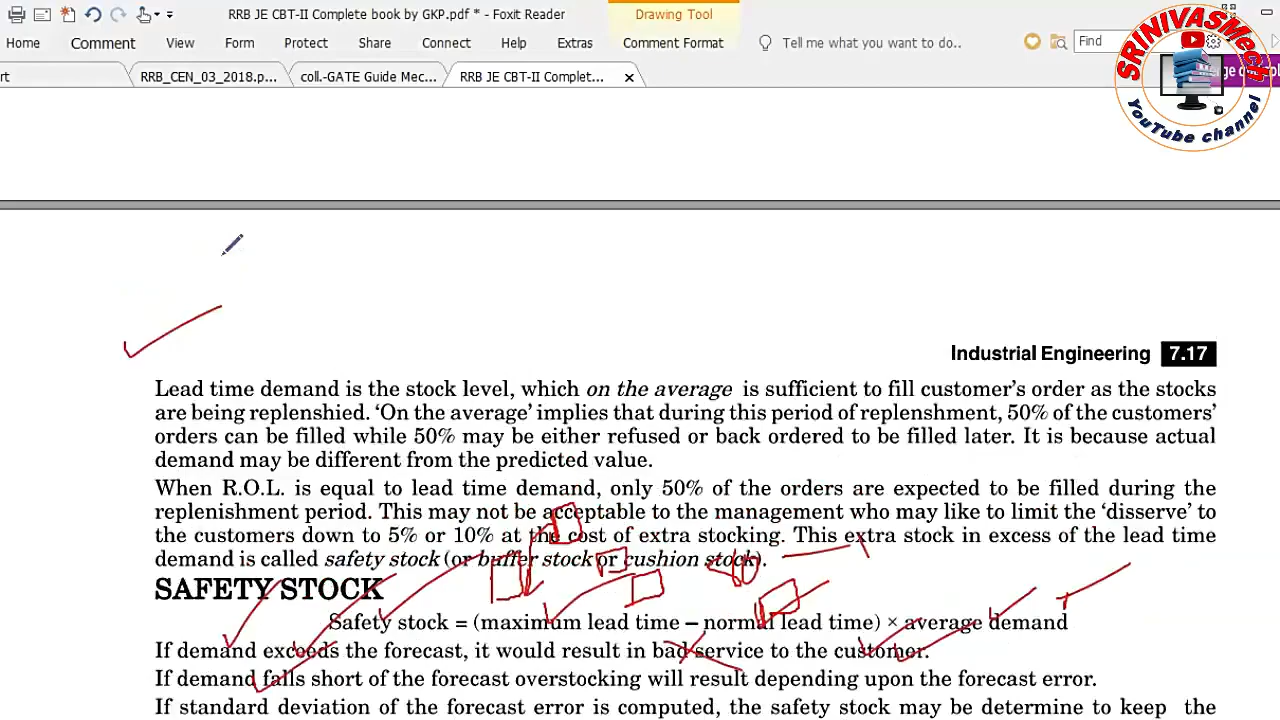 RRB JE CBT-II Complete book by GKP.pdf * - Foxit Reader
Drawing Tool
Home Comment View Form Protect Share Connect Help Extras Comment Format Tell me what you want to do.. Find
rt RRB_CEN_03_2018.p... coll.-GATE Guide Mec... RRB JE CBT-II Complet... ×
SRINIVASMech
YouTube channel
Industrial Engineering 7.17
Lead time demand is the stock level, which on the average is sufficient to fill customer's order as the stocks
are being replenshied. 'On the average' implies that during this period of replenshment, 50% of the customers'
orders can be filled while 50% may be either refused or back ordered to be filled later. It is because actual
demand may be different from the predicted value.
When R.O.L. is equal to lead time demand, only 50% of the orders are expected to be filled during the
replenishment period. This may not be acceptable to the management who may like to limit the 'disserve' to
the customers down to 5% or 10% at the cost of extra stocking. This extra stock in excess of the lead time
demand is called safety stock (or buffer stock or cushion stock).
SAFETY STOCK
Safety stock = (maximum lead time – normal lead time) × average demand
If demand exceeds the forecast, it would result in bad service to the customer.
If demand falls short of the forecast overstocking will result depending upon the forecast error.
If standard deviation of the forecast error is computed, the safety stock may be determine to keep the